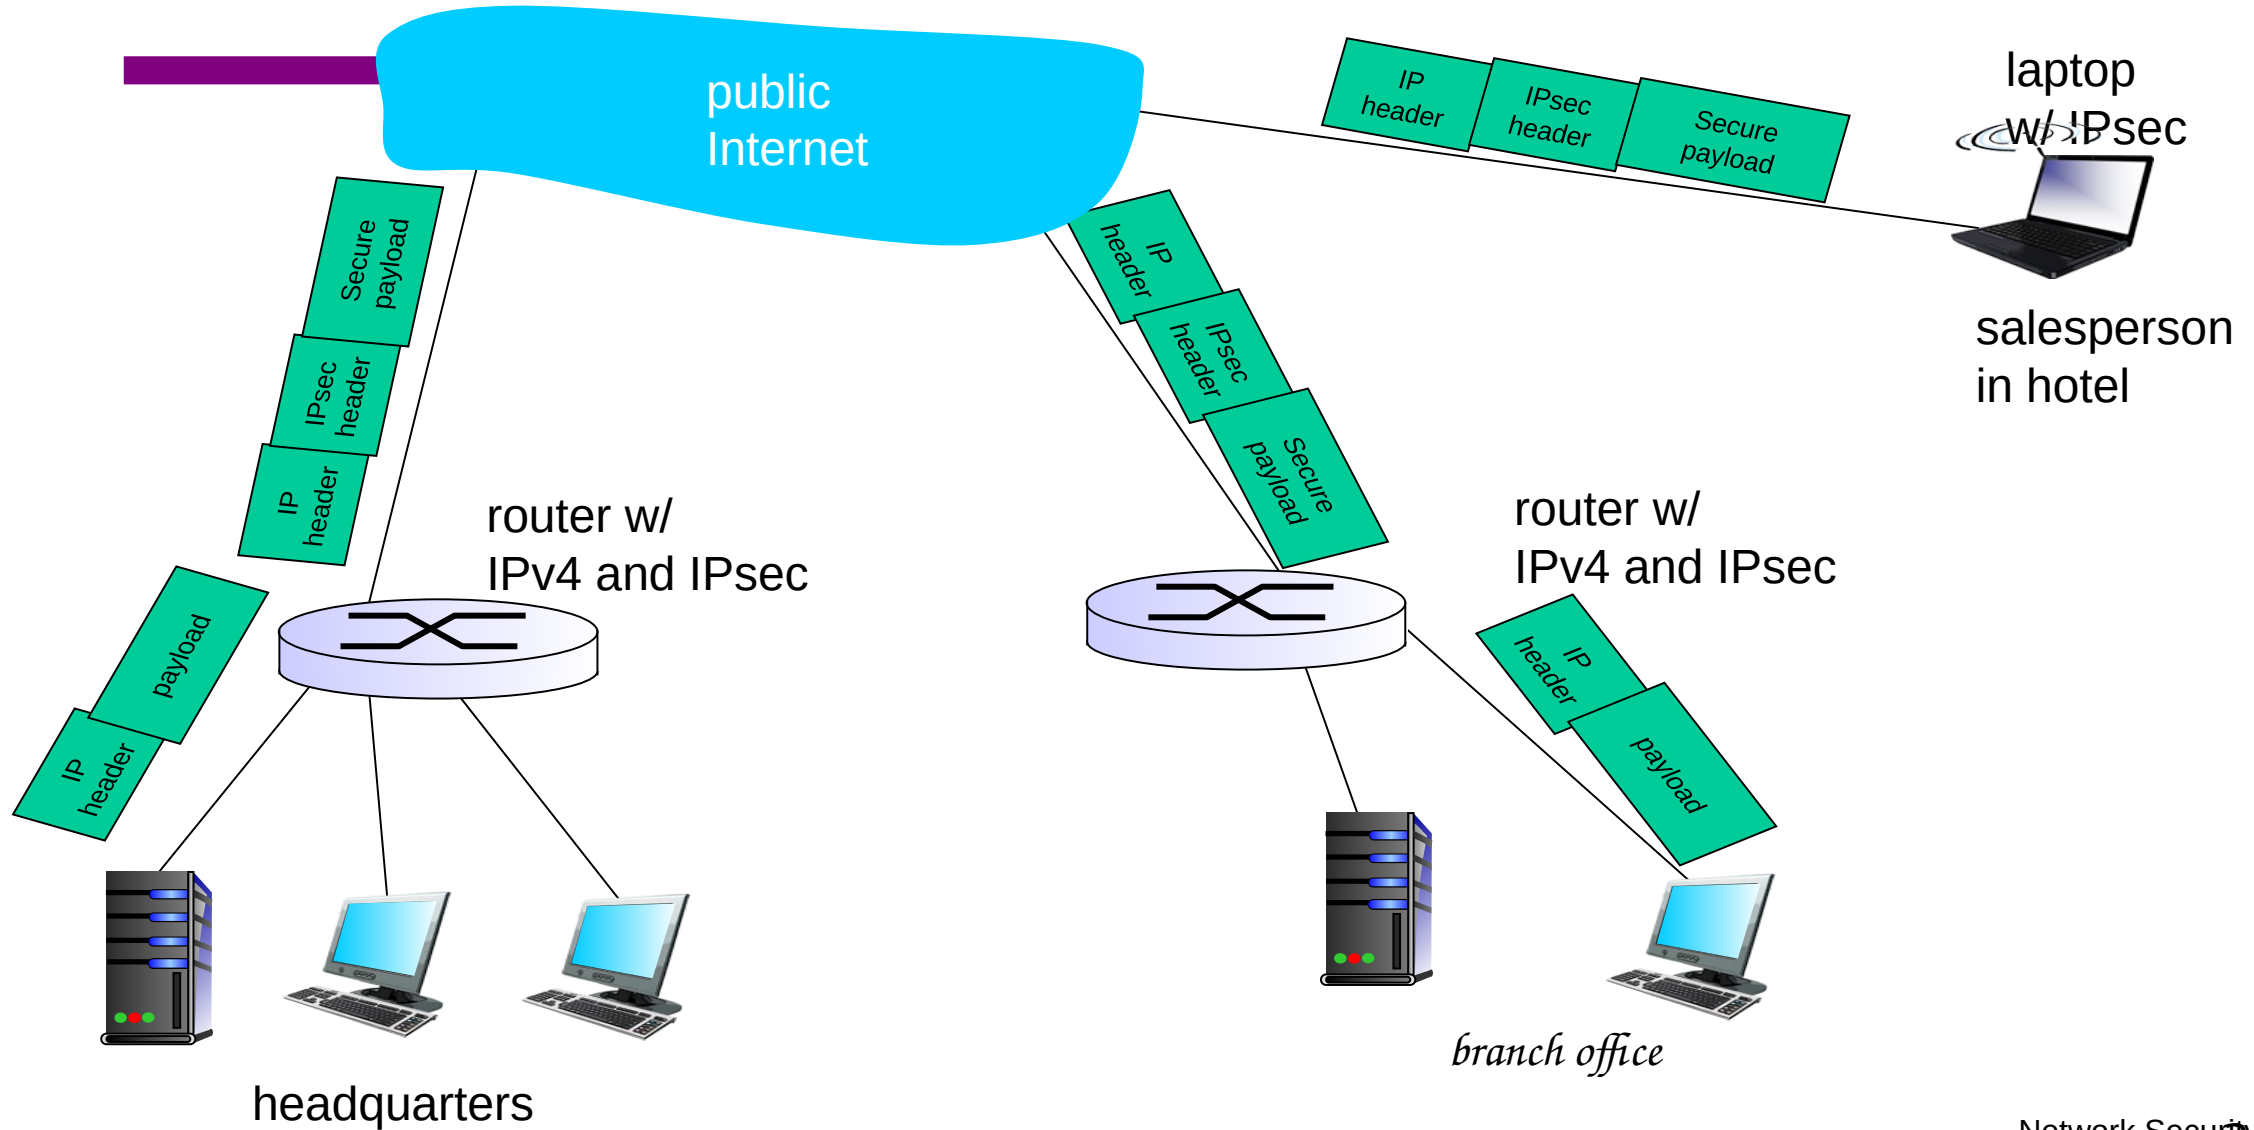 public
Internet
IP
header
IPsec
header
Secure
payload
laptop
w/ IPsec
salesperson
in hotel
Secure
payload
IPsec
header
IP
header
IP
header
IPsec
header
Secure
payload
router w/
IPv4 and IPsec
router w/
IPv4 and IPsec
payload
IP
header
IP
header
payload
branch office
headquarters
Network Security